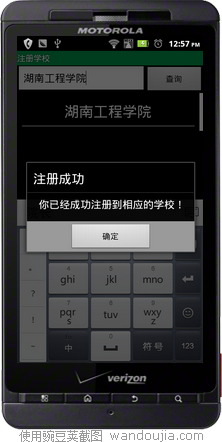 MOTOROLA
12:57 PM
注册学校
湖南工程学院
查询
湖南工程学院
注册成功
你已经成功注册到相应的学校！
确定
ghi
jkl
mno
pqrs
tuv
wxyz
中
符号
123
verizon
使用豌豆荚截图 wandoujia.com